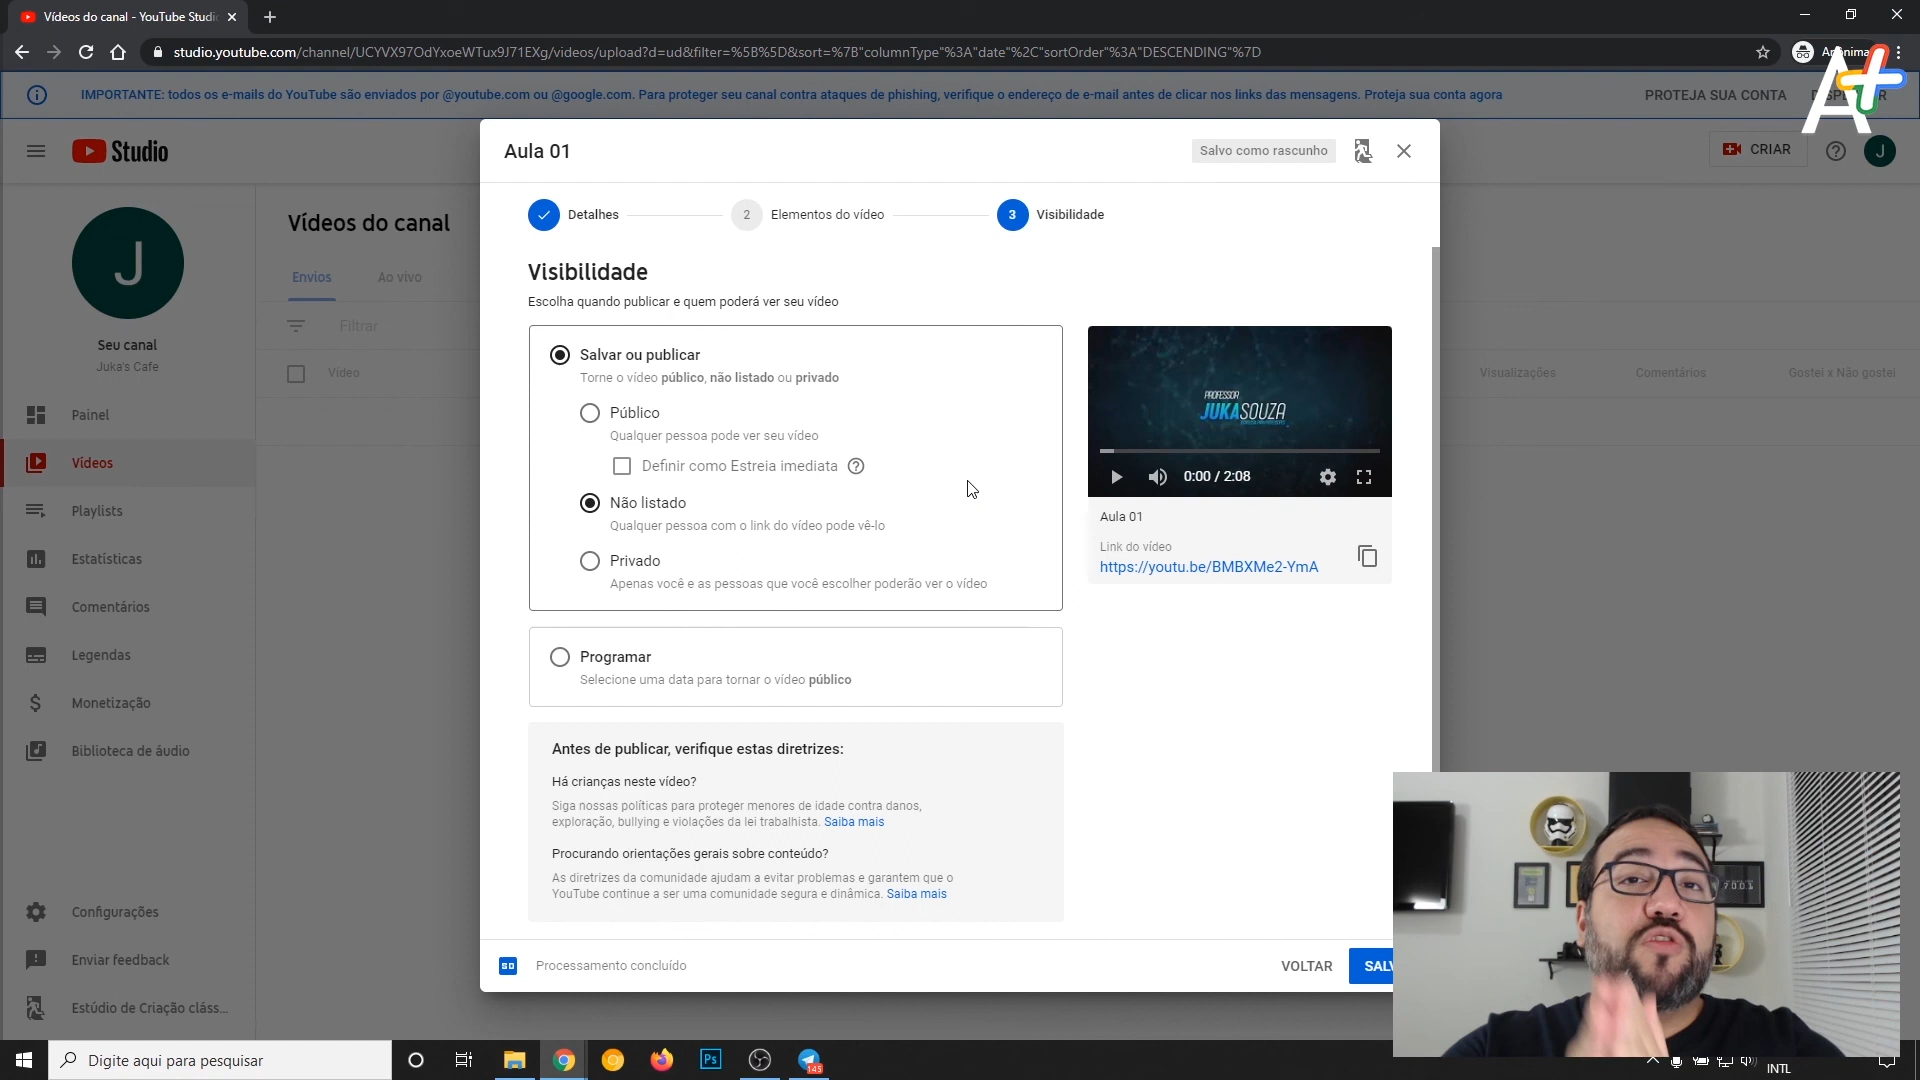 Vídeos do canal - YouTube Studio
studio.youtube.com/channel/UCYVX97OdYxoeWTux9J71EXg/videos/upload?d=ud&filter=%5B%5D&sort=%7B"columnType"%3A"date"%2C"sortOrder"%3A"DESCENDING"%7D
IMPORTANTE: todos os e-mails do YouTube são enviados por @youtube.com ou @google.com. Para proteger seu canal contra ataques de phishing, verifique o endereço de e-mail antes de clicar nos links das mensagens. Proteja sua conta agora
PROTEJA SUA CONTA
A+
Studio
CRIAR
J
Aula 01
Salvo como rascunho
Detalhes
2 Elementos do vídeo
3 Visibilidade
J
Seu canal
Juka's Cafe
Painel
Vídeos
Playlists
Estatísticas
Comentários
Legendas
Monetização
Biblioteca de áudio
Configurações
Enviar feedback
Estúdio de Criação cláss...
Vídeos do canal
Envios
Ao vivo
Filtrar
Vídeo
Visualizações
Comentários
Gostei x Não gostei
Visibilidade
Escolha quando publicar e quem poderá ver seu vídeo
Salvar ou publicar
Torne o vídeo público, não listado ou privado
Público
Qualquer pessoa pode ver seu vídeo
Definir como Estreia imediata
Não listado
Qualquer pessoa com o link do vídeo pode vê-lo
Privado
Apenas você e as pessoas que você escolher poderão ver o vídeo
Programar
Selecione uma data para tornar o vídeo público
Antes de publicar, verifique estas diretrizes:
Há crianças neste vídeo?
Siga nossas políticas para proteger menores de idade contra danos,
exploração, bullying e violações da lei trabalhista. Saiba mais
Procurando orientações gerais sobre conteúdo?
As diretrizes da comunidade ajudam a evitar problemas e garantem que o
YouTube continue a ser uma comunidade segura e dinâmica. Saiba mais
PROFESSOR
JUKASOUZA
0:00 / 2:08
Aula 01
Link do vídeo
https://youtu.be/BMBXMe2-YmA
SD
Processamento concluído
VOLTAR
SALV
Digite aqui para pesquisar
Ps
145
INTL